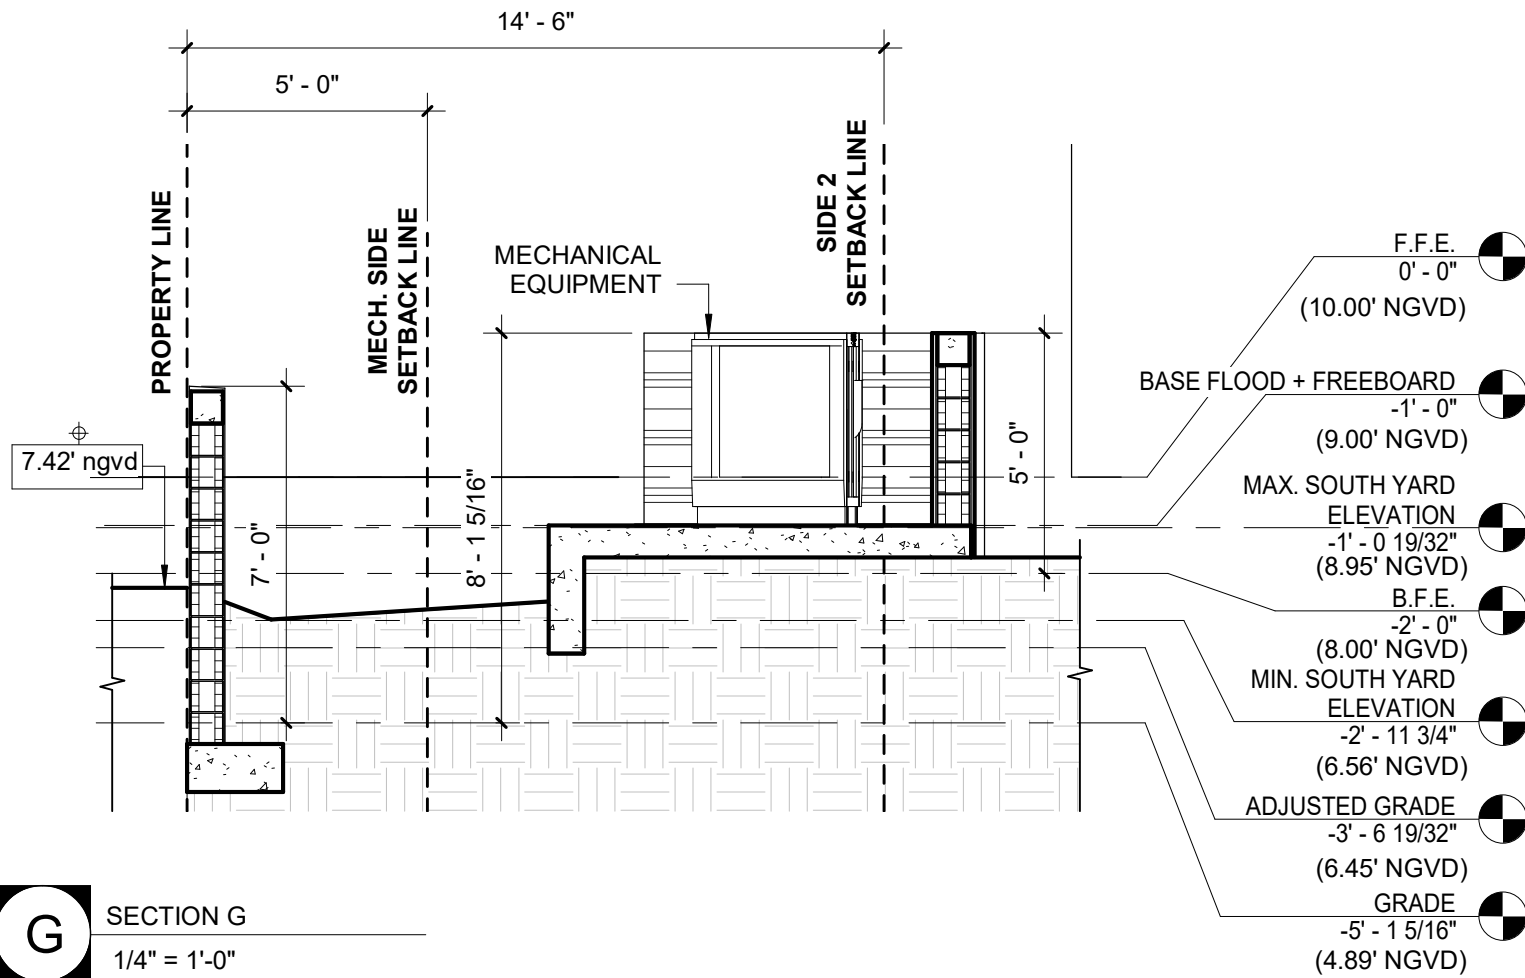 14' - 6"
5' - 0"
PROPERTY LINE
MECH. SIDE
SETBACK LINE
SIDE 2
SETBACK LINE
MECHANICAL
EQUIPMENT
7.42' ngvd
7' - 0"
8' - 1 5/16"
5' - 0"
F.F.E.
0' - 0"
(10.00' NGVD)
BASE FLOOD + FREEBOARD
-1' - 0"
(9.00' NGVD)
MAX. SOUTH YARD
ELEVATION
-1' - 0 19/32"
(8.95' NGVD)
B.F.E.
-2' - 0"
(8.00' NGVD)
MIN. SOUTH YARD
ELEVATION
-2' - 11 3/4"
(6.56' NGVD)
ADJUSTED GRADE
-3' - 6 19/32"
(6.45' NGVD)
GRADE
-5' - 1 5/16"
(4.89' NGVD)
G
SECTION G
1/4" = 1'-0"